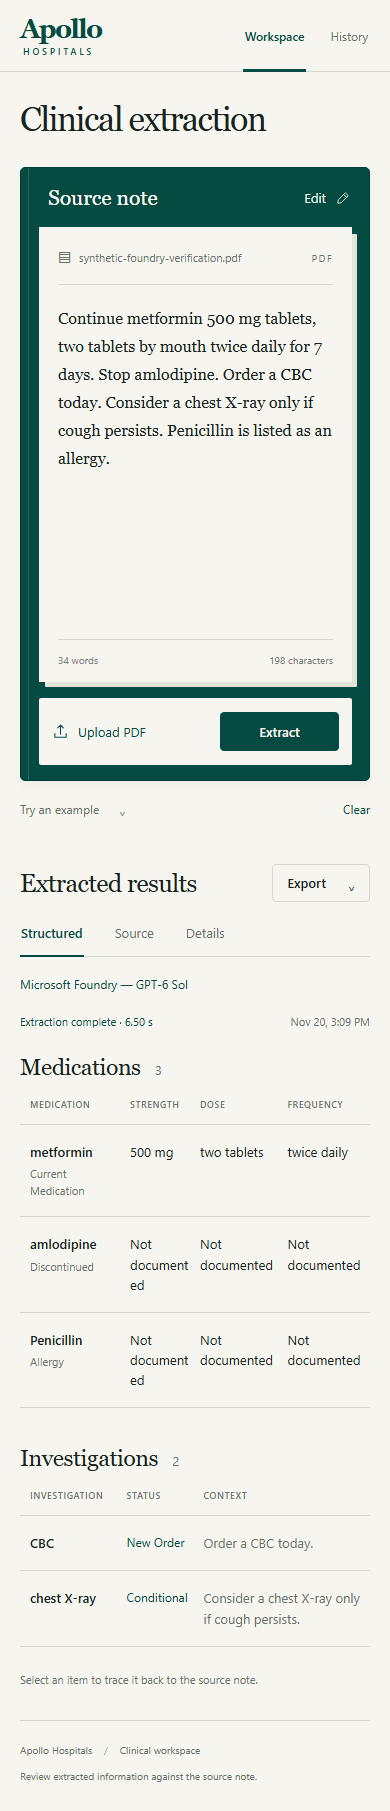 Apollo
HOSPITALS
Workspace
History
Clinical extraction
Source note
Edit
synthetic-foundry-verification.pdf
PDF
Continue metformin 500 mg tablets,
two tablets by mouth twice daily for 7
days. Stop amlodipine. Order a CBC
today. Consider a chest X-ray only if
cough persists. Penicillin is listed as an
allergy.
34 words
198 characters
Upload PDF
Extract
Try an example
Clear
Extracted results
Export
Structured
Source
Details
Microsoft Foundry — GPT-6 Sol
Extraction complete · 6.50 s
Nov 20, 3:09 PM
Medications 3
MEDICATION STRENGTH DOSE FREQUENCY
metformin 500 mg two tablets twice daily
Current
Medication
amlodipine Not Not Not
Discontinued document documented documented
ed
Penicillin Not Not Not
Allergy document documented documented
ed
Investigations 2
INVESTIGATION STATUS CONTEXT
CBC New Order Order a CBC today.
chest X-ray Conditional Consider a chest X-ray only
if cough persists.
Select an item to trace it back to the source note.
Apollo Hospitals / Clinical workspace
Review extracted information against the source note.